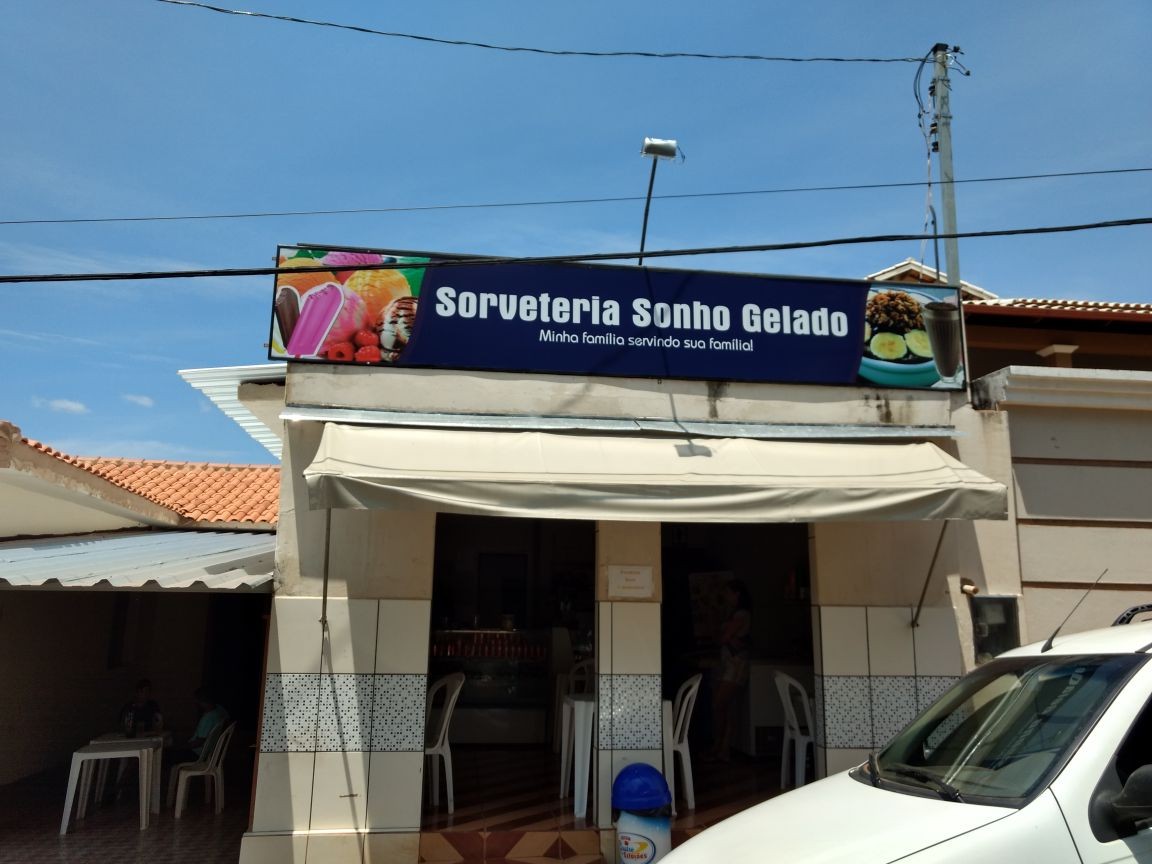 Sorveteria Sonho Gelado
Minha família servindo sua família!